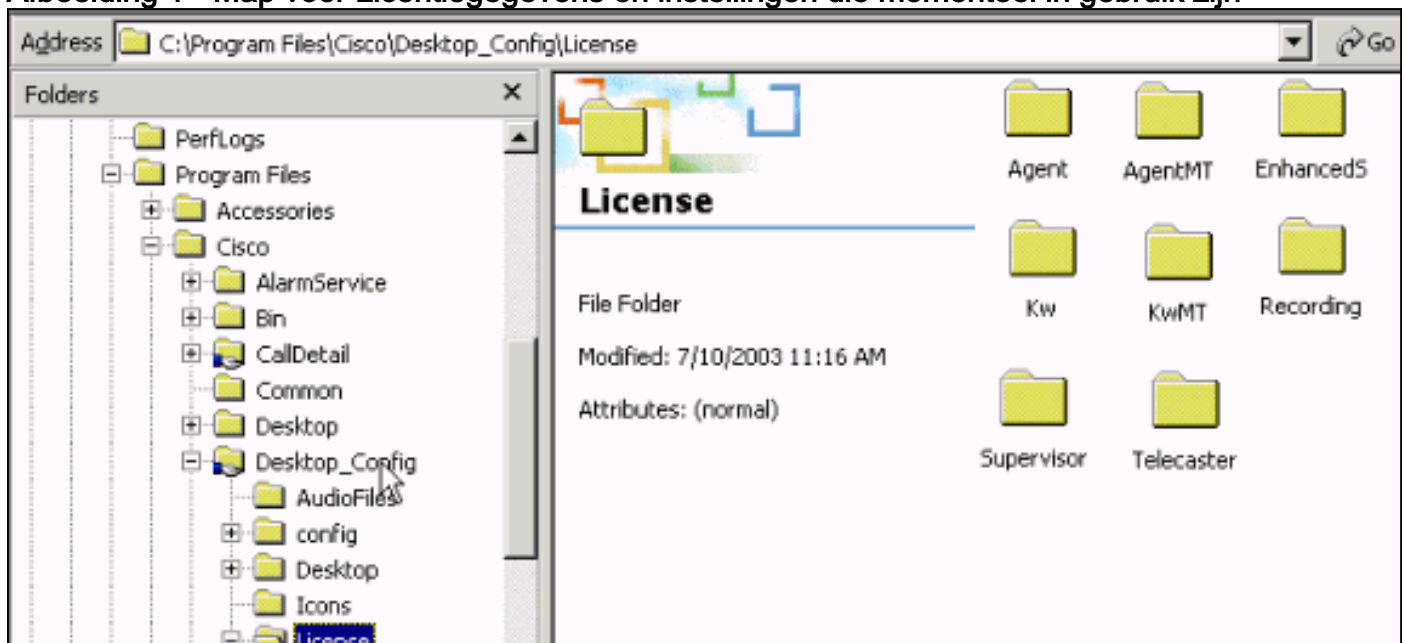 Afbeelding 1 – Map voor Licentiegegevens en instellingen die momenteel in gebruik zijn
Address C:\Program Files\Cisco\Desktop_Config\License Go
Folders
PerfLogs
Program Files
Accessories
Cisco
AlarmService
Bin
CallDetail
Common
Desktop
Desktop_Config
AudioFiles
config
Desktop
Icons
License
License
File Folder
Modified: 7/10/2003 11:16 AM
Attributes: (normal)
Agent AgentMT EnhancedS
Kw KwMT Recording
Supervisor Telecaster